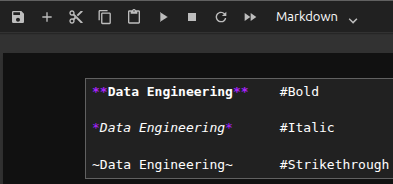 Markdown
**Data Engineering** #Bold
*Data Engineering* #Italic
~Data Engineering~ #Strikethrough